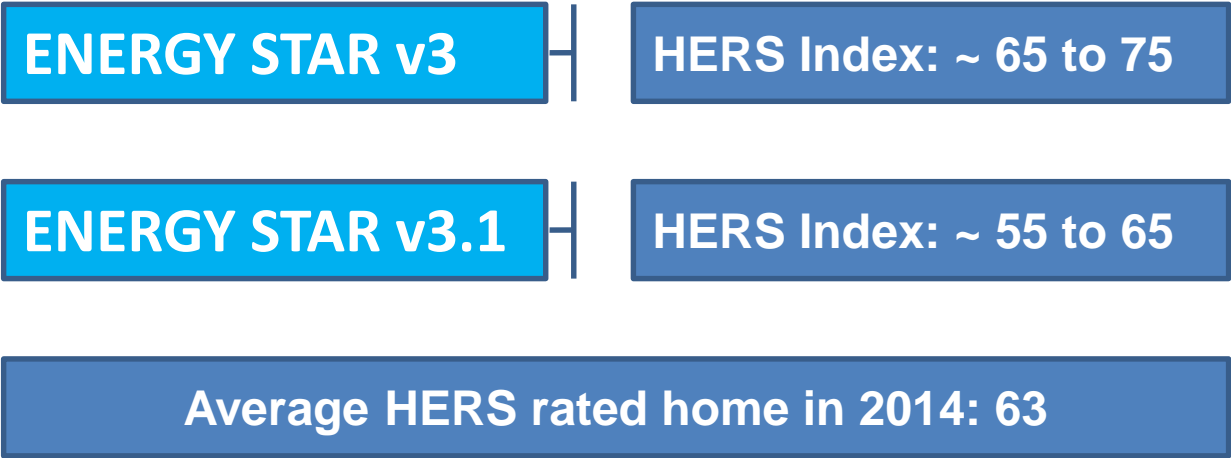 ENERGY STAR v3
HERS Index: ~ 65 to 75
ENERGY STAR v3.1
HERS Index: ~ 55 to 65
Average HERS rated home in 2014: 63